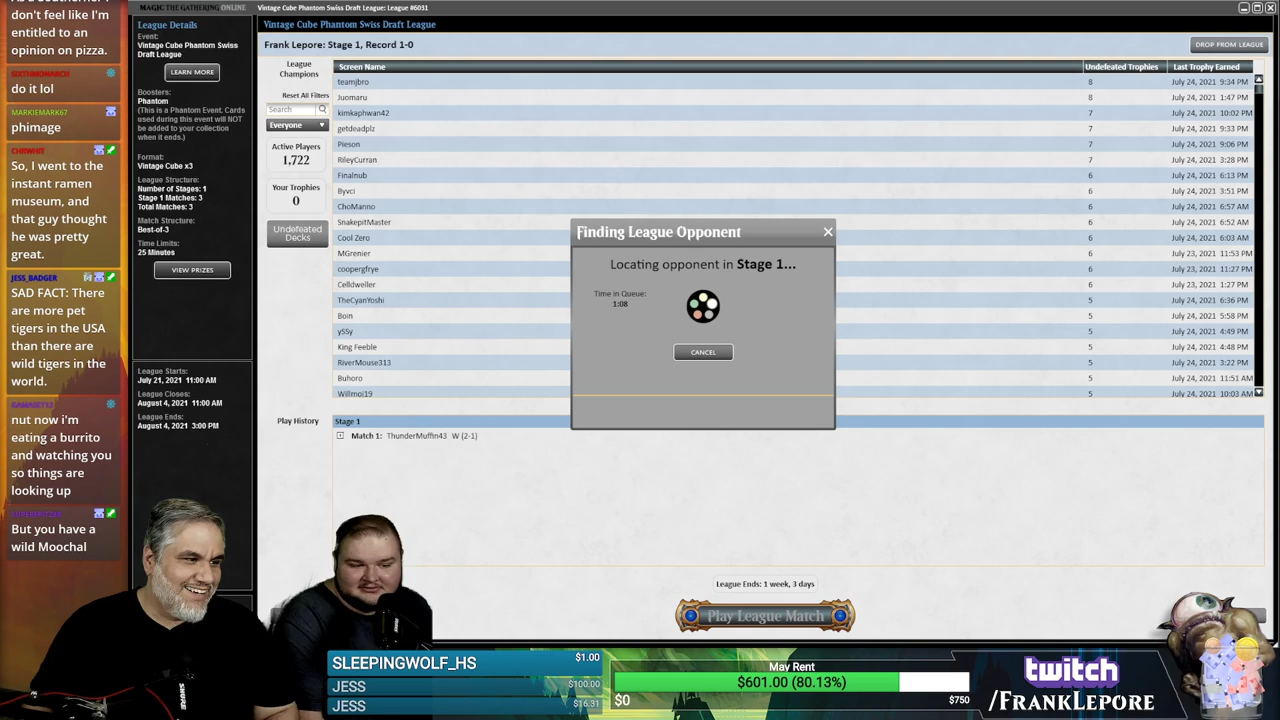 As a Southerner I
don't feel like I'm
entitled to an
opinion on pizza.
do it lol
MARKIEMARK67
phimage
CHRWHIT
So, I went to the
instant ramen
museum, and
that guy thought
he was pretty
great.
JESS_BADGER
SAD FACT: There
are more pet
tigers in the USA
than there are
wild tigers in the
world.
nut now i'm
eating a burrito
and watching you
so things are
looking up
But you have a
wild Moochal
MAGIC THE GATHERING ONLINE
Vintage Cube Phantom Swiss Draft League: League #6031
League Details
Event:
Vintage Cube Phantom Swiss
Draft League
LEARN MORE
Boosters:
Phantom
(This is a Phantom Event. Cards
used during this event will NOT
be added to your collection
when it ends.)
Format:
Vintage Cube x3
League Structure:
Number of Stages: 1
Stage 1 Matches: 3
Total Matches: 3
Match Structure:
Best-of-3
Time Limits:
25 Minutes
VIEW PRIZES
League Starts:
July 21, 2021 11:00 AM
League Closes:
August 4, 2021 11:00 AM
League Ends:
August 4, 2021 3:00 PM
Vintage Cube Phantom Swiss Draft League
Frank Lepore: Stage 1, Record 1-0
DROP FROM LEAGUE
League
Champions
Reset All Filters
Search
Everyone
Active Players
1,722
Your Trophies
0
Undefeated
Decks
Screen Name Undefeated Trophies Last Trophy Earned
teamjbro 8 July 24, 2021 9:34 PM
Juomaru 8 July 24, 2021 1:47 PM
kimkaphwan42 7 July 24, 2021 10:02 PM
getdeadplz 7 July 24, 2021 9:33 PM
Pieson 7 July 24, 2021 9:06 PM
RileyCurran 7 July 24, 2021 3:28 PM
Finalnub 6 July 24, 2021 6:13 PM
Byvci 6 July 24, 2021 3:51 PM
ChoManno 6 July 24, 2021 6:57 AM
SnakepitMaster 6 July 24, 2021 6:52 AM
Cool Zero 6 July 24, 2021 6:03 AM
MGrenier 6 July 23, 2021 11:53 PM
coopergfrye 6 July 23, 2021 11:27 PM
Celldweller 6 July 23, 2021 1:27 PM
TheCyanYoshi 5 July 24, 2021 6:36 PM
Boin 5 July 24, 2021 5:58 PM
ySSy 5 July 24, 2021 4:49 PM
King Feeble 5 July 24, 2021 4:48 PM
RiverMouse313 5 July 24, 2021 3:22 PM
Buhoro 5 July 24, 2021 11:51 AM
Willmoj19 5 July 24, 2021 10:03 AM
Finding League Opponent
Locating opponent in Stage 1...
Time in Queue:
1:08
CANCEL
Play History
Stage 1
Match 1: ThunderMuffin43 W (2-1)
League Ends: 1 week, 3 days
Play League Match
SHURE
SLEEPINGWOLF_HS $1.00
JESS $100.00
JESS $16.31
May Rent
$601.00 (80.13%)
$0 $750
twitch
/FRANKLEPORE